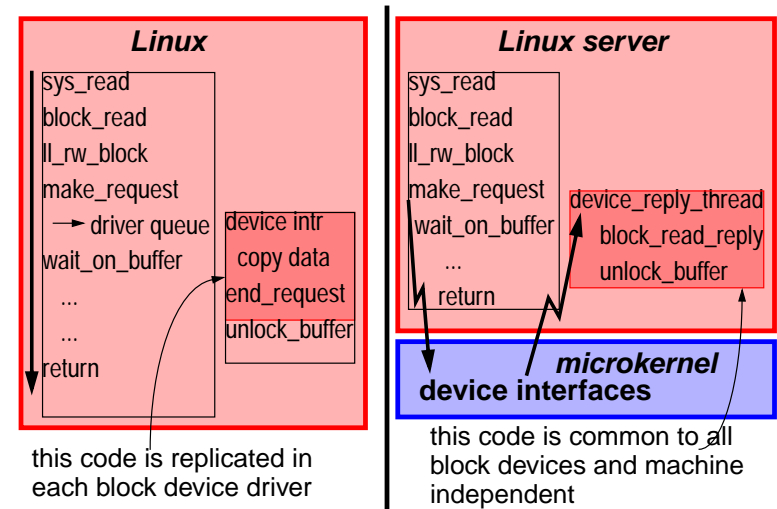 Linux
sys_read
block_read
ll_rw_block
make_request
driver queue
wait_on_buffer
...
...
return
device intr
copy data
end_request
unlock_buffer
this code is replicated in
each block device driver
Linux server
sys_read
block_read
ll_rw_block
make_request
wait_on_buffer
...
return
device_reply_thread
block_read_reply
unlock_buffer
microkernel
device interfaces
this code is common to all
block devices and machine
independent